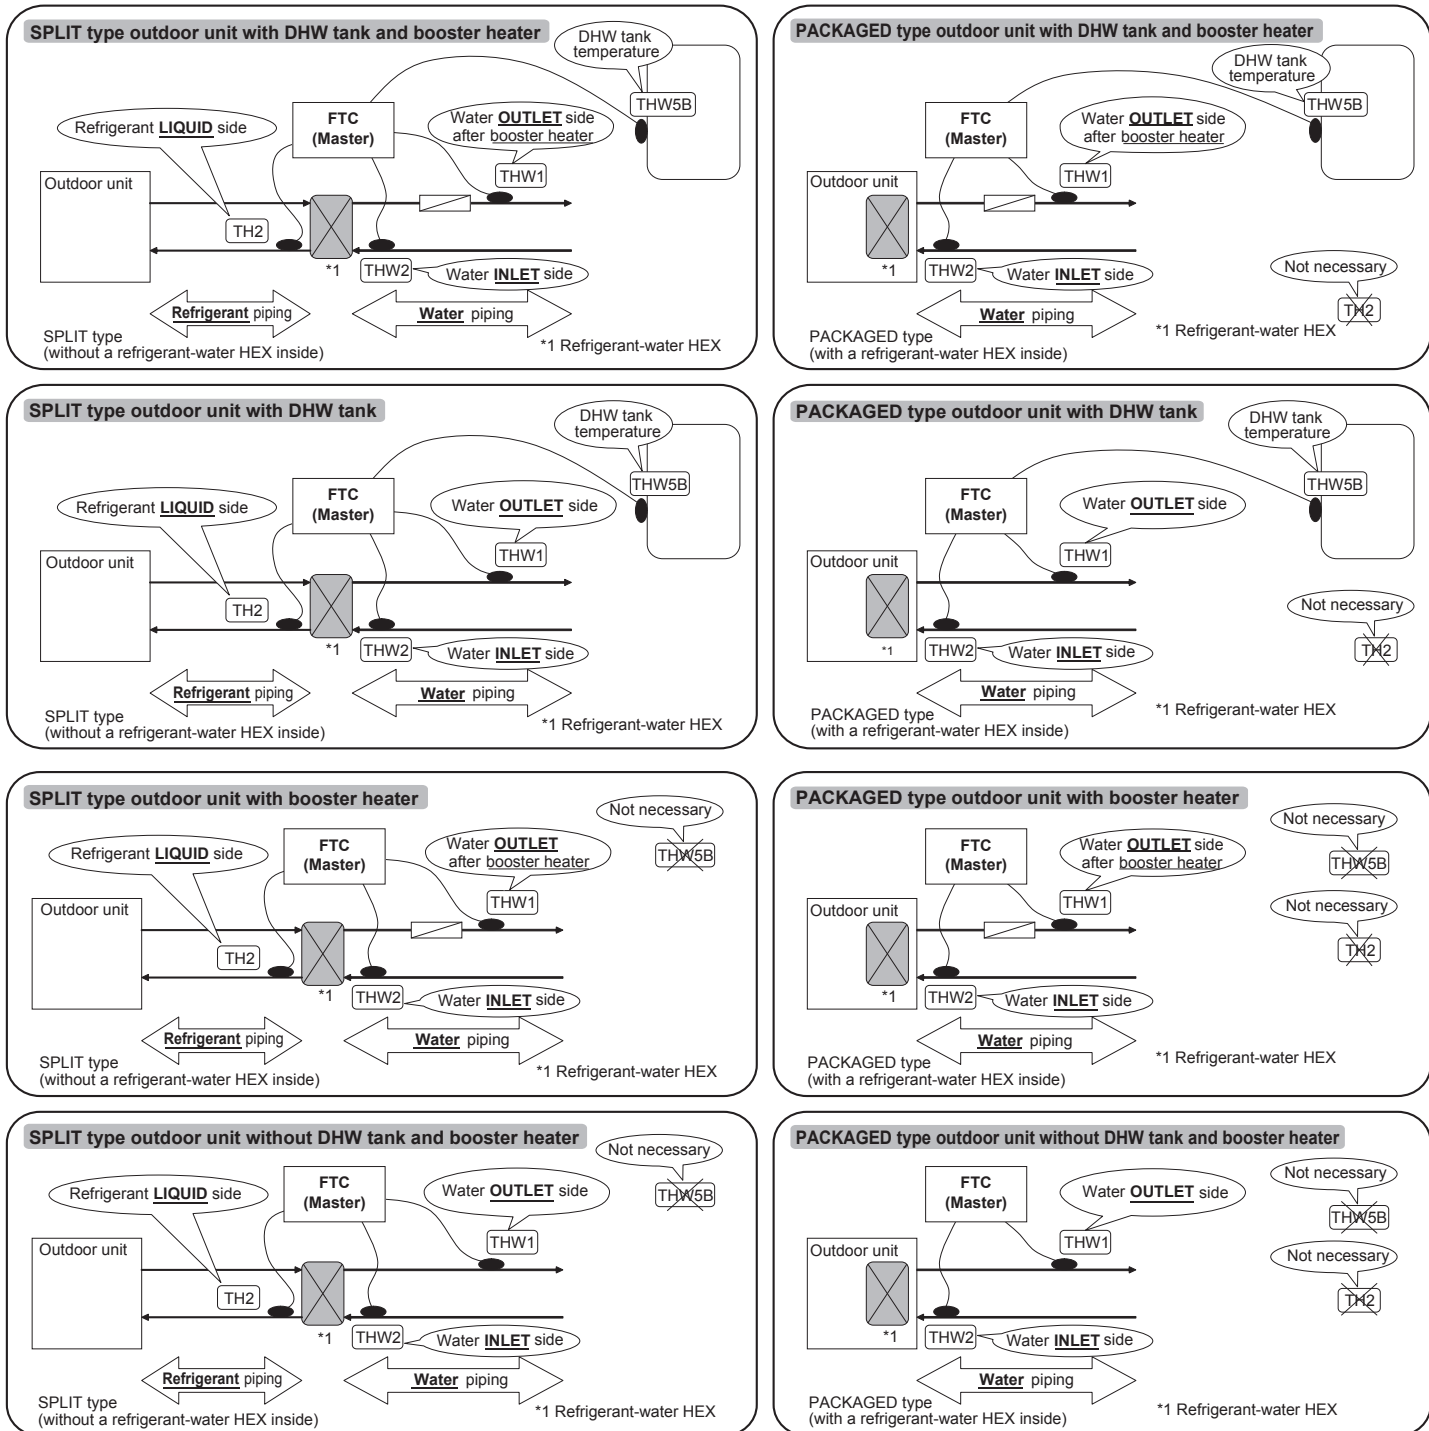 SPLIT type outdoor unit with DHW tank and booster heater
DHW tank
temperature
THW5B
FTC
(Master)
Water OUTLET side
after booster heater
THW1
Refrigerant LIQUID side
Outdoor unit
TH2
*1
THW2
Water INLET side
Refrigerant piping
Water piping
SPLIT type
(without a refrigerant-water HEX inside)
*1 Refrigerant-water HEX
PACKAGED type outdoor unit with DHW tank and booster heater
DHW tank
temperature
THW5B
FTC
(Master)
Water OUTLET side
after booster heater
THW1
Outdoor unit
*1
THW2
Water INLET side
Not necessary
TH2
Water piping
PACKAGED type
(with a refrigerant-water HEX inside)
*1 Refrigerant-water HEX
SPLIT type outdoor unit with DHW tank
DHW tank
temperature
THW5B
FTC
(Master)
Water OUTLET side
THW1
Refrigerant LIQUID side
Outdoor unit
TH2
*1
THW2
Water INLET side
Refrigerant piping
Water piping
SPLIT type
(without a refrigerant-water HEX inside)
*1 Refrigerant-water HEX
PACKAGED type outdoor unit with DHW tank
DHW tank
temperature
THW5B
FTC
(Master)
Water OUTLET side
THW1
Outdoor unit
*1
THW2
Water INLET side
Not necessary
TH2
Water piping
PACKAGED type
(with a refrigerant-water HEX inside)
*1 Refrigerant-water HEX
SPLIT type outdoor unit with booster heater
Not necessary
THW5B
FTC
(Master)
Water OUTLET
after booster heater
THW1
Refrigerant LIQUID side
Outdoor unit
TH2
*1
THW2
Water INLET side
Refrigerant piping
Water piping
SPLIT type
(without a refrigerant-water HEX inside)
*1 Refrigerant-water HEX
PACKAGED type outdoor unit with booster heater
Not necessary
THW5B
FTC
(Master)
Water OUTLET side
after booster heater
THW1
Not necessary
TH2
Outdoor unit
*1
THW2
Water INLET side
Water piping
PACKAGED type
(with a refrigerant-water HEX inside)
*1 Refrigerant-water HEX
SPLIT type outdoor unit without DHW tank and booster heater
Not necessary
THW5B
FTC
(Master)
Water OUTLET side
THW1
Refrigerant LIQUID side
Outdoor unit
TH2
*1
THW2
Water INLET side
Refrigerant piping
Water piping
SPLIT type
(without a refrigerant-water HEX inside)
*1 Refrigerant-water HEX
PACKAGED type outdoor unit without DHW tank and booster heater
Not necessary
THW5B
FTC
(Master)
Water OUTLET side
THW1
Not necessary
TH2
Outdoor unit
*1
THW2
Water INLET side
Water piping
PACKAGED type
(with a refrigerant-water HEX inside)
*1 Refrigerant-water HEX